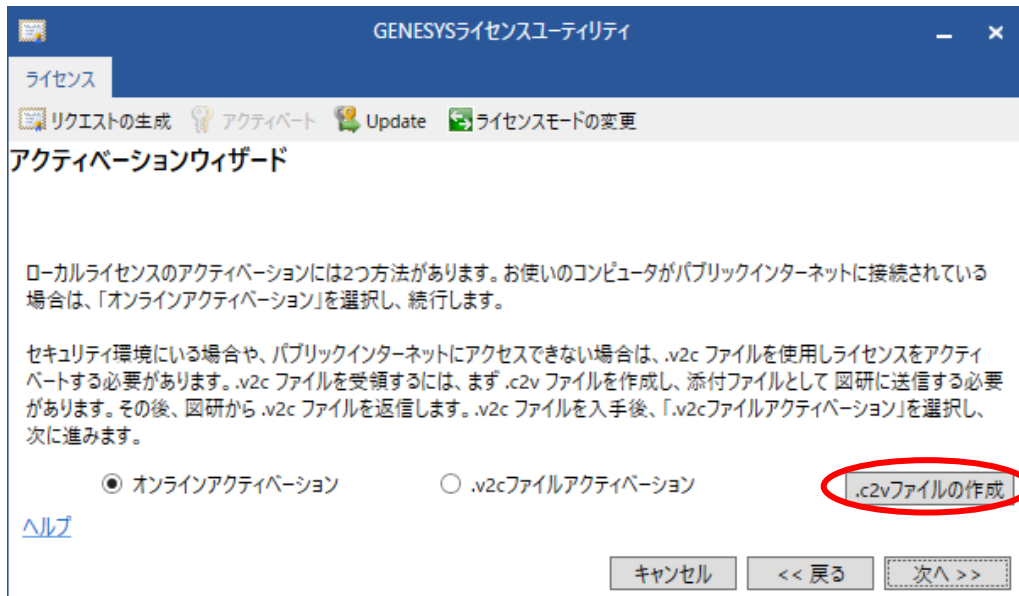 GENESYSライセンスユーティリティ
ライセンス
リクエストの生成 アクティベート Update ライセンスモードの変更
アクティベーションウィザード
ローカルライセンスのアクティベーションには2つ方法があります。お使いのコンピュータがパブリックインターネットに接続されている
場合は、「オンラインアクティベーション」を選択し、続行します。
セキュリティ環境にいる場合や、パブリックインターネットにアクセスできない場合は、.v2c ファイルを使用しライセンスをアクティ
ベートする必要があります。.v2c ファイルを受領するには、まず .c2v ファイルを作成し、添付ファイルとして 図研に送信する必要
があります。その後、図研から .v2c ファイルを返信します。.v2c ファイルを入手後、「.v2cファイルアクティベーション」を選択し、
次に進みます。
オンラインアクティベーション .v2cファイルアクティベーション .c2vファイルの作成
ヘルプ
キャンセル << 戻る 次へ >>